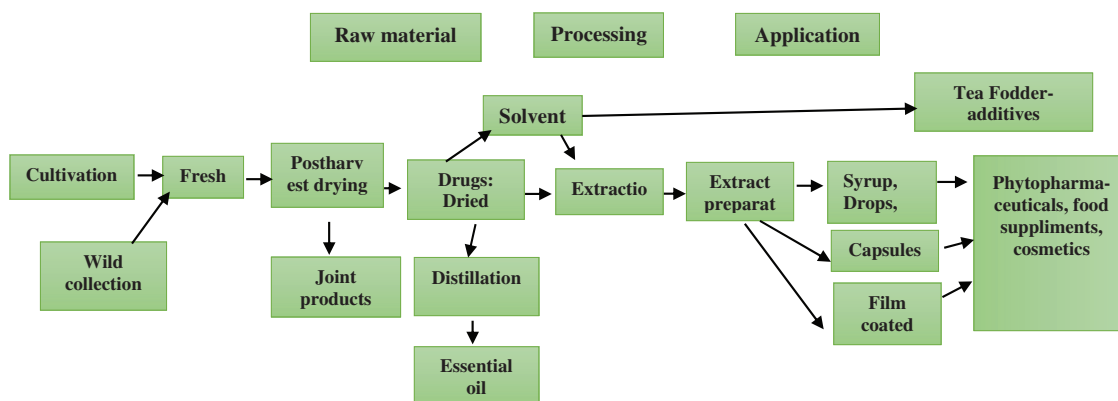 Raw material
Processing
Application
Solvent
Tea Fodder-
additives
Cultivation
Fresh
Postharv
est drying
Drugs:
Dried
Extractio
Extract
preparat
Syrup,
Drops,
Phytopharma-
ceuticals, food
suppliments,
cosmetics
Wild
collection
Joint
products
Distillation
Capsules
Film
coated
Essential
oil